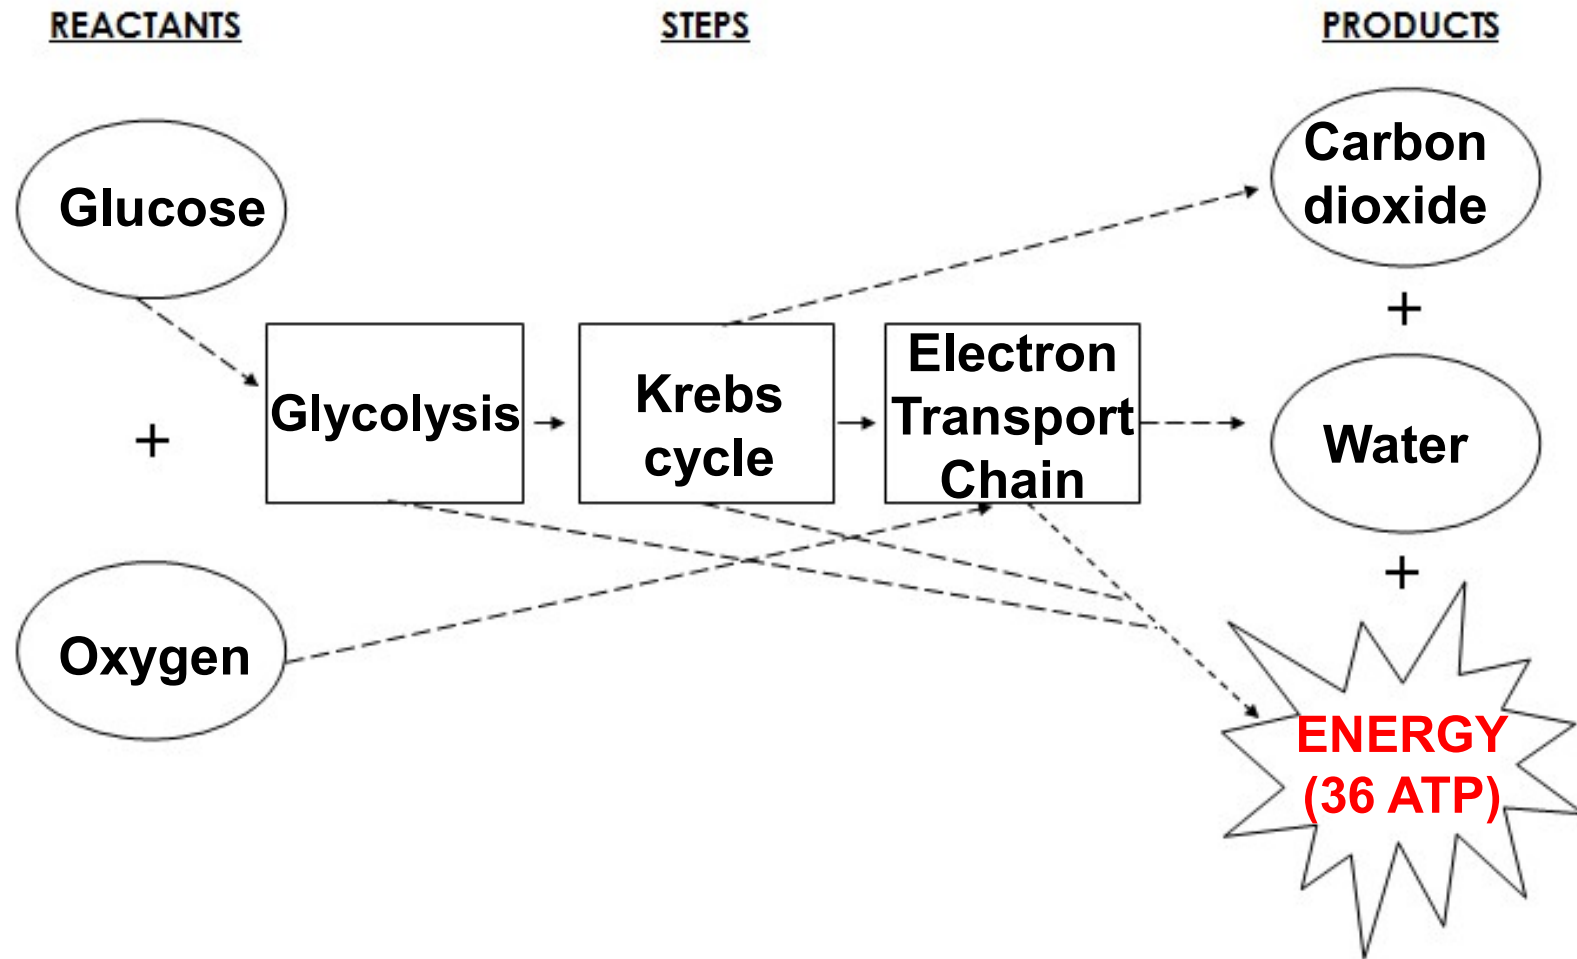 REACTANTS
STEPS
PRODUCTS
Glucose
+
Oxygen
Glycolysis
Krebs
cycle
Electron
Transport
Chain
Carbon
dioxide
+
Water
+
ENERGY
(36 ATP)